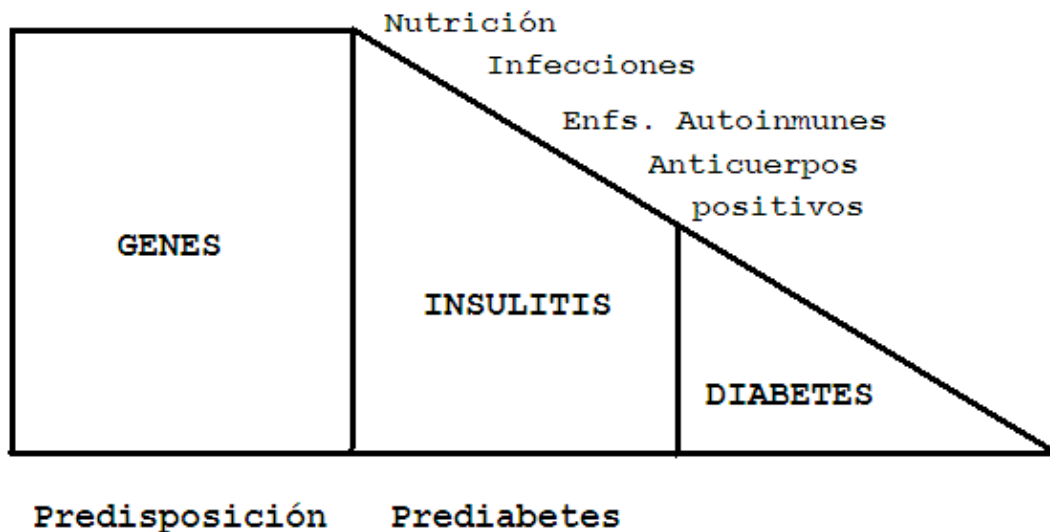 Nutrición
Infecciones
Enfs. Autoinmunes
Anticuerpos
positivos
GENES
INSULITIS
DIABETES
Predisposición Prediabetes